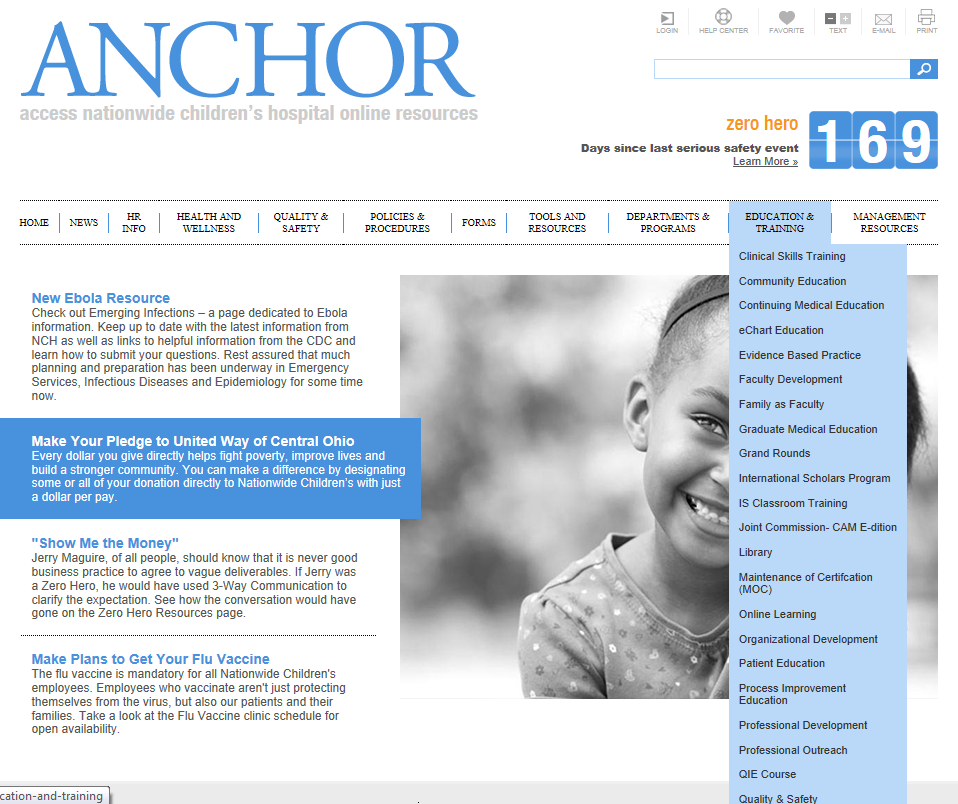 ANCHOR
access nationwide children's hospital online resources
LOGIN
HELP CENTER
FAVORITE
TEXT
E-MAIL
PRINT
zero hero
169
Days since last serious safety event
Learn More »
HOME
NEWS
HR
INFO
HEALTH AND
WELLNESS
QUALITY &
SAFETY
POLICIES &
PROCEDURES
FORMS
TOOLS AND
RESOURCES
DEPARTMENTS &
PROGRAMS
EDUCATION &
TRAINING
MANAGEMENT
RESOURCES
New Ebola Resource
Check out Emerging Infections – a page dedicated to Ebola
information. Keep up to date with the latest information from
NCH as well as links to helpful information from the CDC and
learn how to submit your questions. Rest assured that much
planning and preparation has been underway in Emergency
Services, Infectious Diseases and Epidemiology for some time
now.
Make Your Pledge to United Way of Central Ohio
Every dollar you give directly helps fight poverty, improve lives and
build a stronger community. You can make a difference by designating
some or all of your donation directly to Nationwide Children's with just
a dollar per pay.
"Show Me the Money"
Jerry Maguire, of all people, should know that it is never good
business practice to agree to vague deliverables. If Jerry was
a Zero Hero, he would have used 3-Way Communication to
clarify the expectation. See how the conversation would have
gone on the Zero Hero Resources page.
Make Plans to Get Your Flu Vaccine
The flu vaccine is mandatory for all Nationwide Children's
employees. Employees who vaccinate aren't just protecting
themselves from the virus, but also our patients and their
families. Take a look at the Flu Vaccine clinic schedule for
open availability.
Clinical Skills Training
Community Education
Continuing Medical Education
eChart Education
Evidence Based Practice
Faculty Development
Family as Faculty
Graduate Medical Education
Grand Rounds
International Scholars Program
IS Classroom Training
Joint Commission- CAM E-dition
Library
Maintenance of Certifcation
(MOC)
Online Learning
Organizational Development
Patient Education
Process Improvement
Education
Professional Development
Professional Outreach
QIE Course
Quality & Safety
cation-and-training